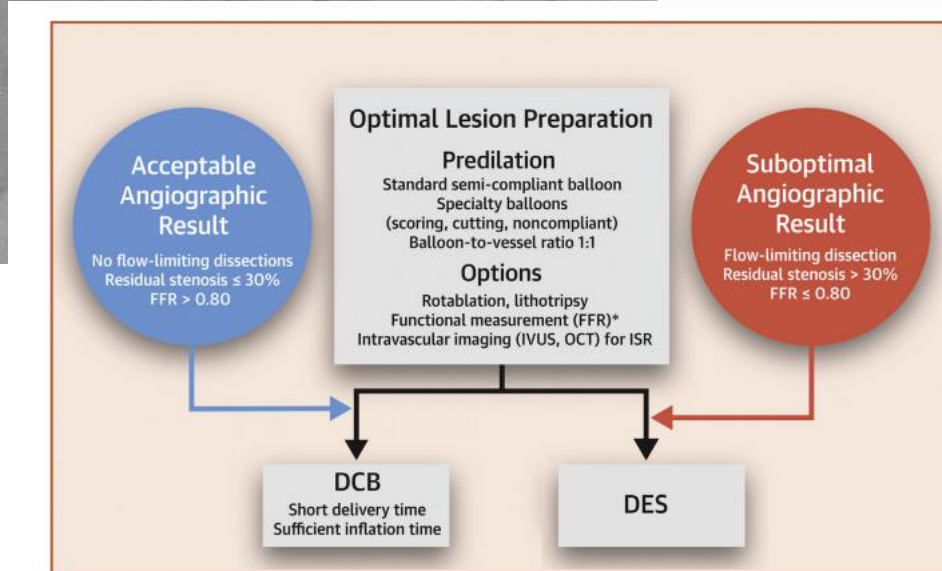 Optimal Lesion Preparation
Predilation
Standard semi-compliant balloon
Specialty balloons
(scoring, cutting, noncompliant)
Balloon-to-vessel ratio 1:1
Options
Rotablation, lithotripsy
Functional measurement (FFR)*
Intravascular imaging (IVUS, OCT) for ISR
Acceptable
Angiographic
Result
No flow-limiting dissections
Residual stenosis ≤ 30%
FFR > 0.80
Suboptimal
Angiographic
Result
Flow-limiting dissection
Residual stenosis > 30%
FFR ≤ 0.80
DCB
Short delivery time
Sufficient inflation time
DES